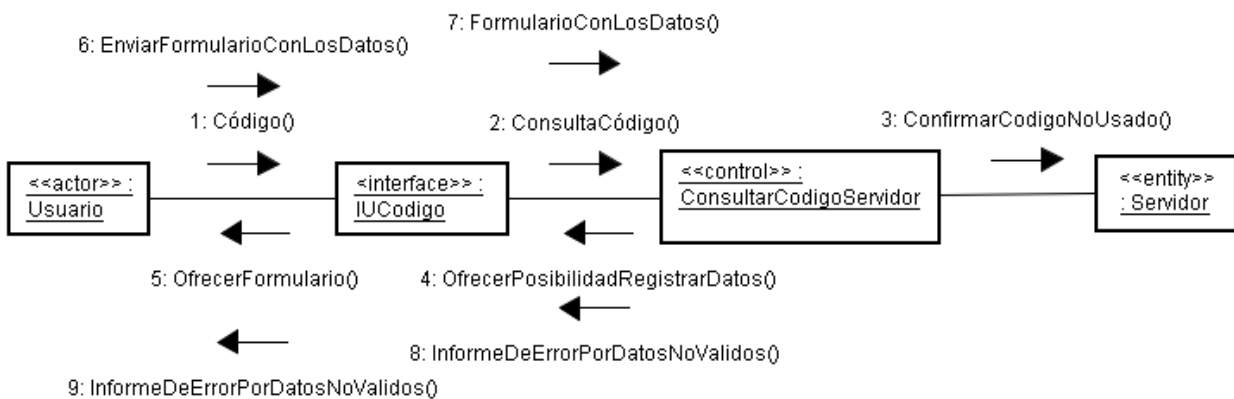 7: FormularioConLosDatos()
6: EnviarFormularioConLosDatos()
1: Código()
2: ConsultaCódigo()
3: ConfirmarCodigoNoUsado()
<<actor>> :
Usuario
<interface>> :
IUCodigo
<<control>> :
ConsultarCodigoServidor
<<entity>>
: Servidor
5: OfrecerFormulario()
4: OfrecerPosibilidadRegistrarDatos()
8: InformeDeErrorPorDatosNoValidos()
9: InformeDeErrorPorDatosNoValidos()